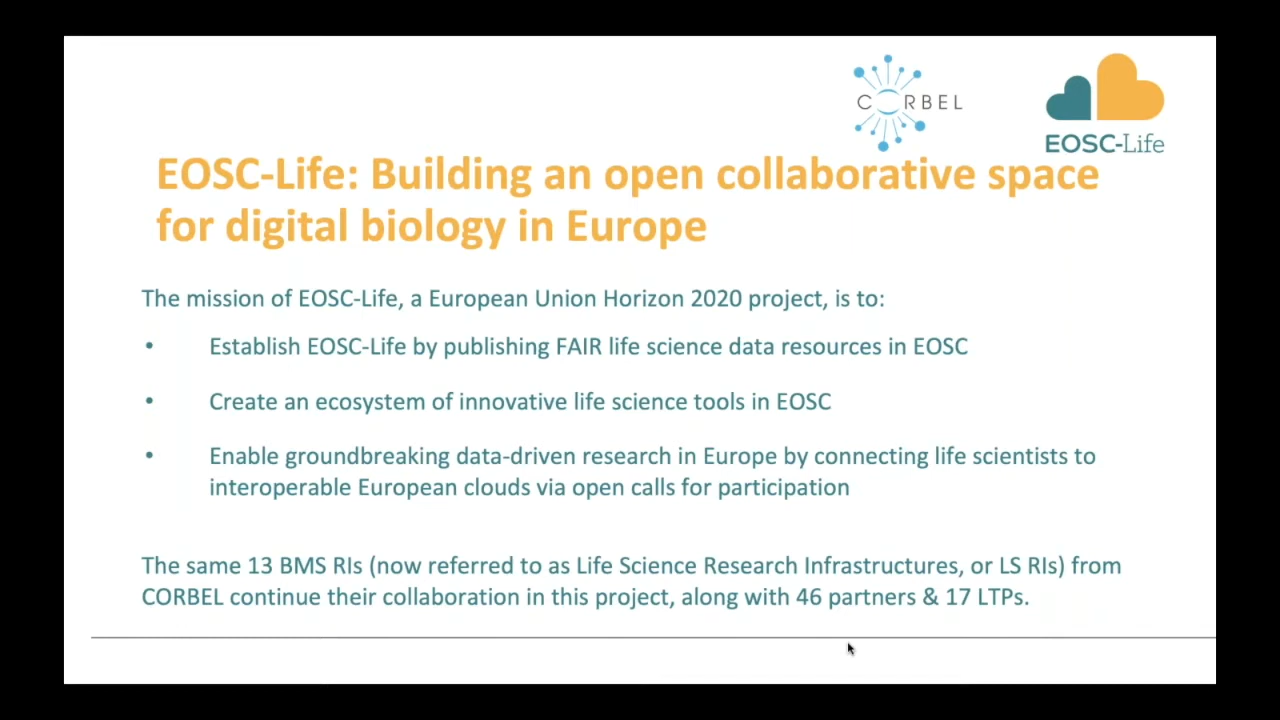 CORBEL
EOSC-Life
EOSC-Life: Building an open collaborative space
for digital biology in Europe
The mission of EOSC-Life, a European Union Horizon 2020 project, is to:
• Establish EOSC-Life by publishing FAIR life science data resources in EOSC
• Create an ecosystem of innovative life science tools in EOSC
• Enable groundbreaking data-driven research in Europe by connecting life scientists to
interoperable European clouds via open calls for participation
The same 13 BMS RIs (now referred to as Life Science Research Infrastructures, or LS RIs) from
CORBEL continue their collaboration in this project, along with 46 partners & 17 LTPs.